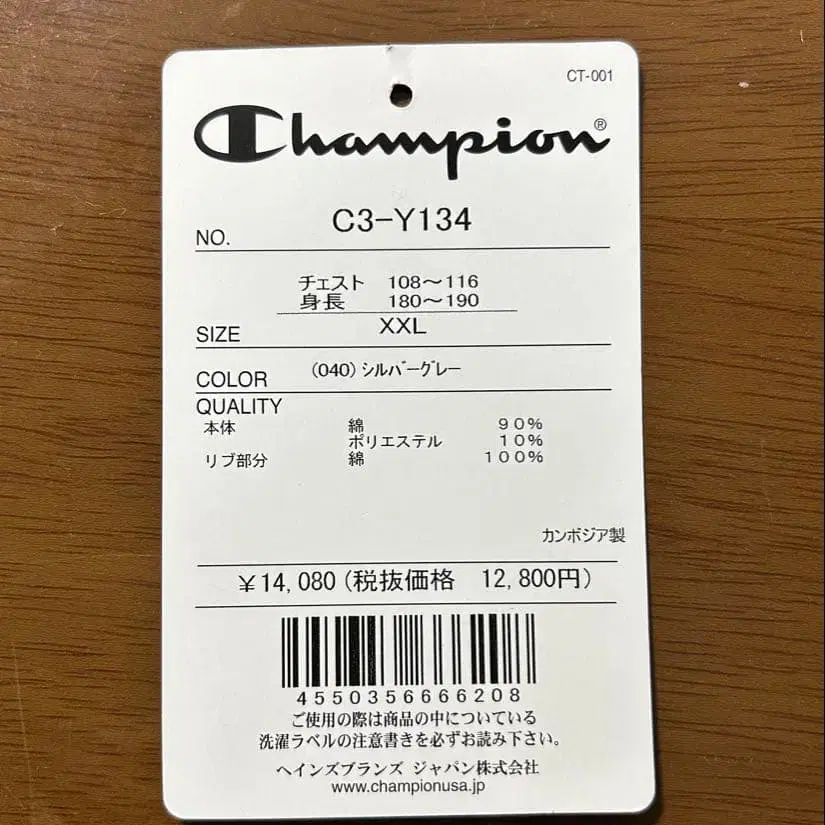 CT-001
Champion®
NO. C3-Y134
チェスト 108～116
身長 180～190
SIZE XXL
COLOR (040)ｼﾙﾊﾞｰｸﾞﾚｰ
QUALITY
本体 綿 90%
ポリエステル 10%
リブ部分 綿 100%
カンボジア製
￥14,080(税抜価格 12,800円)
4550356666208
ご使用の際は商品の中についている
洗濯ラベルの注意書きを必ずお読み下さい。
ヘインズブランズ ジャパン株式会社
www.championusa.jp